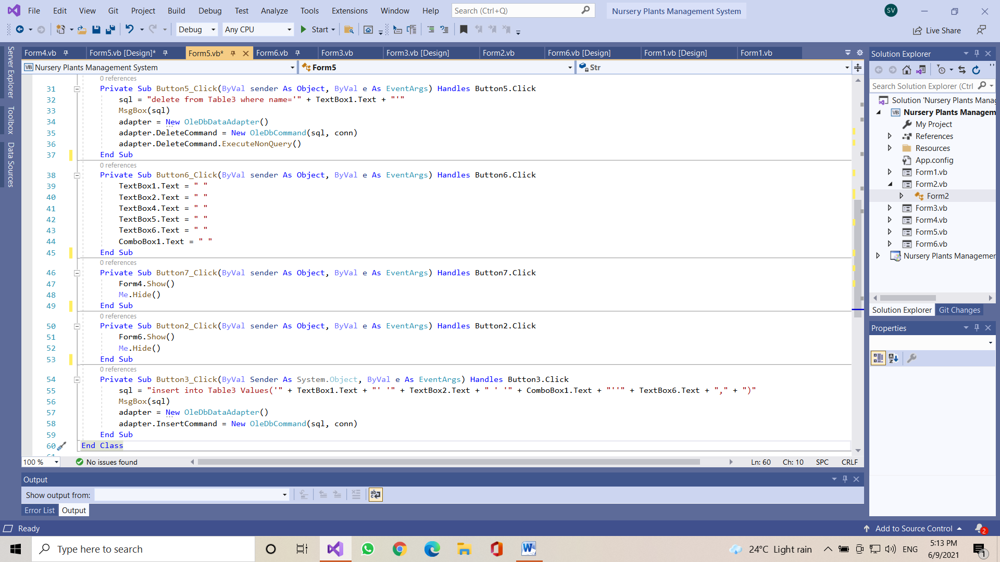 File Edit View Git Project Build Debug Test Analyze Tools Extensions Window Help Search (Ctrl+Q) Nursery Plants Management System SV
Debug Any CPU Start Live Share
Form4.vb Form5.vb [Design]* Form5.vb* Form6.vb Form3.vb Form3.vb [Design] Form2.vb Form6.vb [Design] Form1.vb [Design] Form1.vb
VB Nursery Plants Management System Form5 Str
Server Explorer
Toolbox
Data Sources
0 references
31 Private Sub Button5_Click(ByVal sender As Object, ByVal e As EventArgs) Handles Button5.Click
32 sql = "delete from Table3 where name='" + TextBox1.Text + "'"
33 MsgBox(sql)
34 adapter = New OleDbDataAdapter()
35 adapter.DeleteCommand = New OleDbCommand(sql, conn)
36 adapter.DeleteCommand.ExecuteNonQuery()
37 End Sub
0 references
38 Private Sub Button6_Click(ByVal sender As Object, ByVal e As EventArgs) Handles Button6.Click
39 TextBox1.Text = " "
40 TextBox2.Text = " "
41 TextBox4.Text = " "
42 TextBox5.Text = " "
43 TextBox6.Text = " "
44 ComboBox1.Text = " "
45 End Sub
0 references
46 Private Sub Button7_Click(ByVal sender As Object, ByVal e As EventArgs) Handles Button7.Click
47 Form4.Show()
48 Me.Hide()
49 End Sub
0 references
50 Private Sub Button2_Click(ByVal sender As Object, ByVal e As EventArgs) Handles Button2.Click
51 Form6.Show()
52 Me.Hide()
53 End Sub
0 references
54 Private Sub Button3_Click(ByVal Sender As System.Object, ByVal e As EventArgs) Handles Button3.Click
55 sql = "insert into Table3 Values('" + TextBox1.Text + "' '" + TextBox2.Text + " ' '" + ComboBox1.Text + "''" + TextBox6.Text + "," + ")"
56 MsgBox(sql)
57 adapter = New OleDbDataAdapter()
58 adapter.InsertCommand = New OleDbCommand(sql, conn)
59 End Sub
60 End Class
100 % No issues found Ln: 60 Ch: 10 SPC CRLF
Output
Show output from:
Error List Output
Solution Explorer
Search Solution Explorer (Ctrl
Solution 'Nursery Plants Mana
VB Nursery Plants Managem
My Project
References
Resources
App.config
Form1.vb
Form2.vb
Form2
Form3.vb
Form4.vb
Form5.vb
Form6.vb
Nursery Plants Managemer
Solution Explorer Git Changes
Properties
Ready Add to Source Control 2
Type here to search 24°C Light rain ENG 5:13 PM
6/9/2021 1